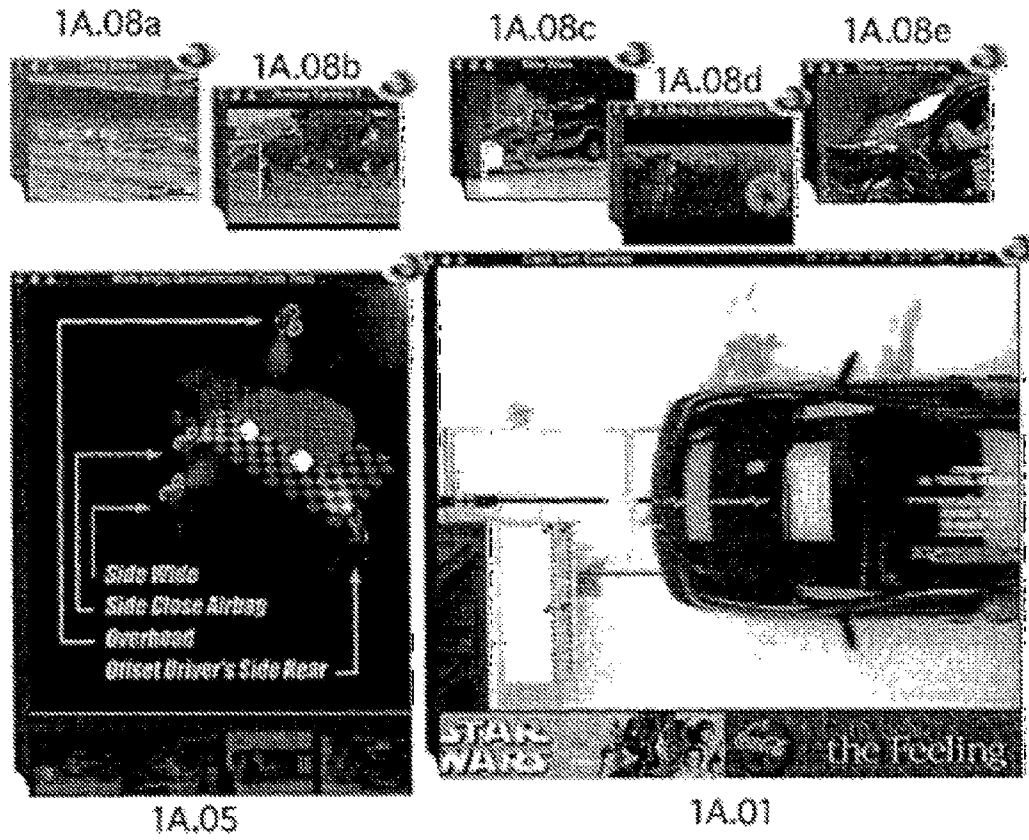 1A.08a
1A.08b
1A.08c
1A.08d
1A.08e
Side Wide
Side Close Airbag
Overhead
Offset Driver's Side Rear
STAR
WARS
the Feeling
1A.05
1A.01